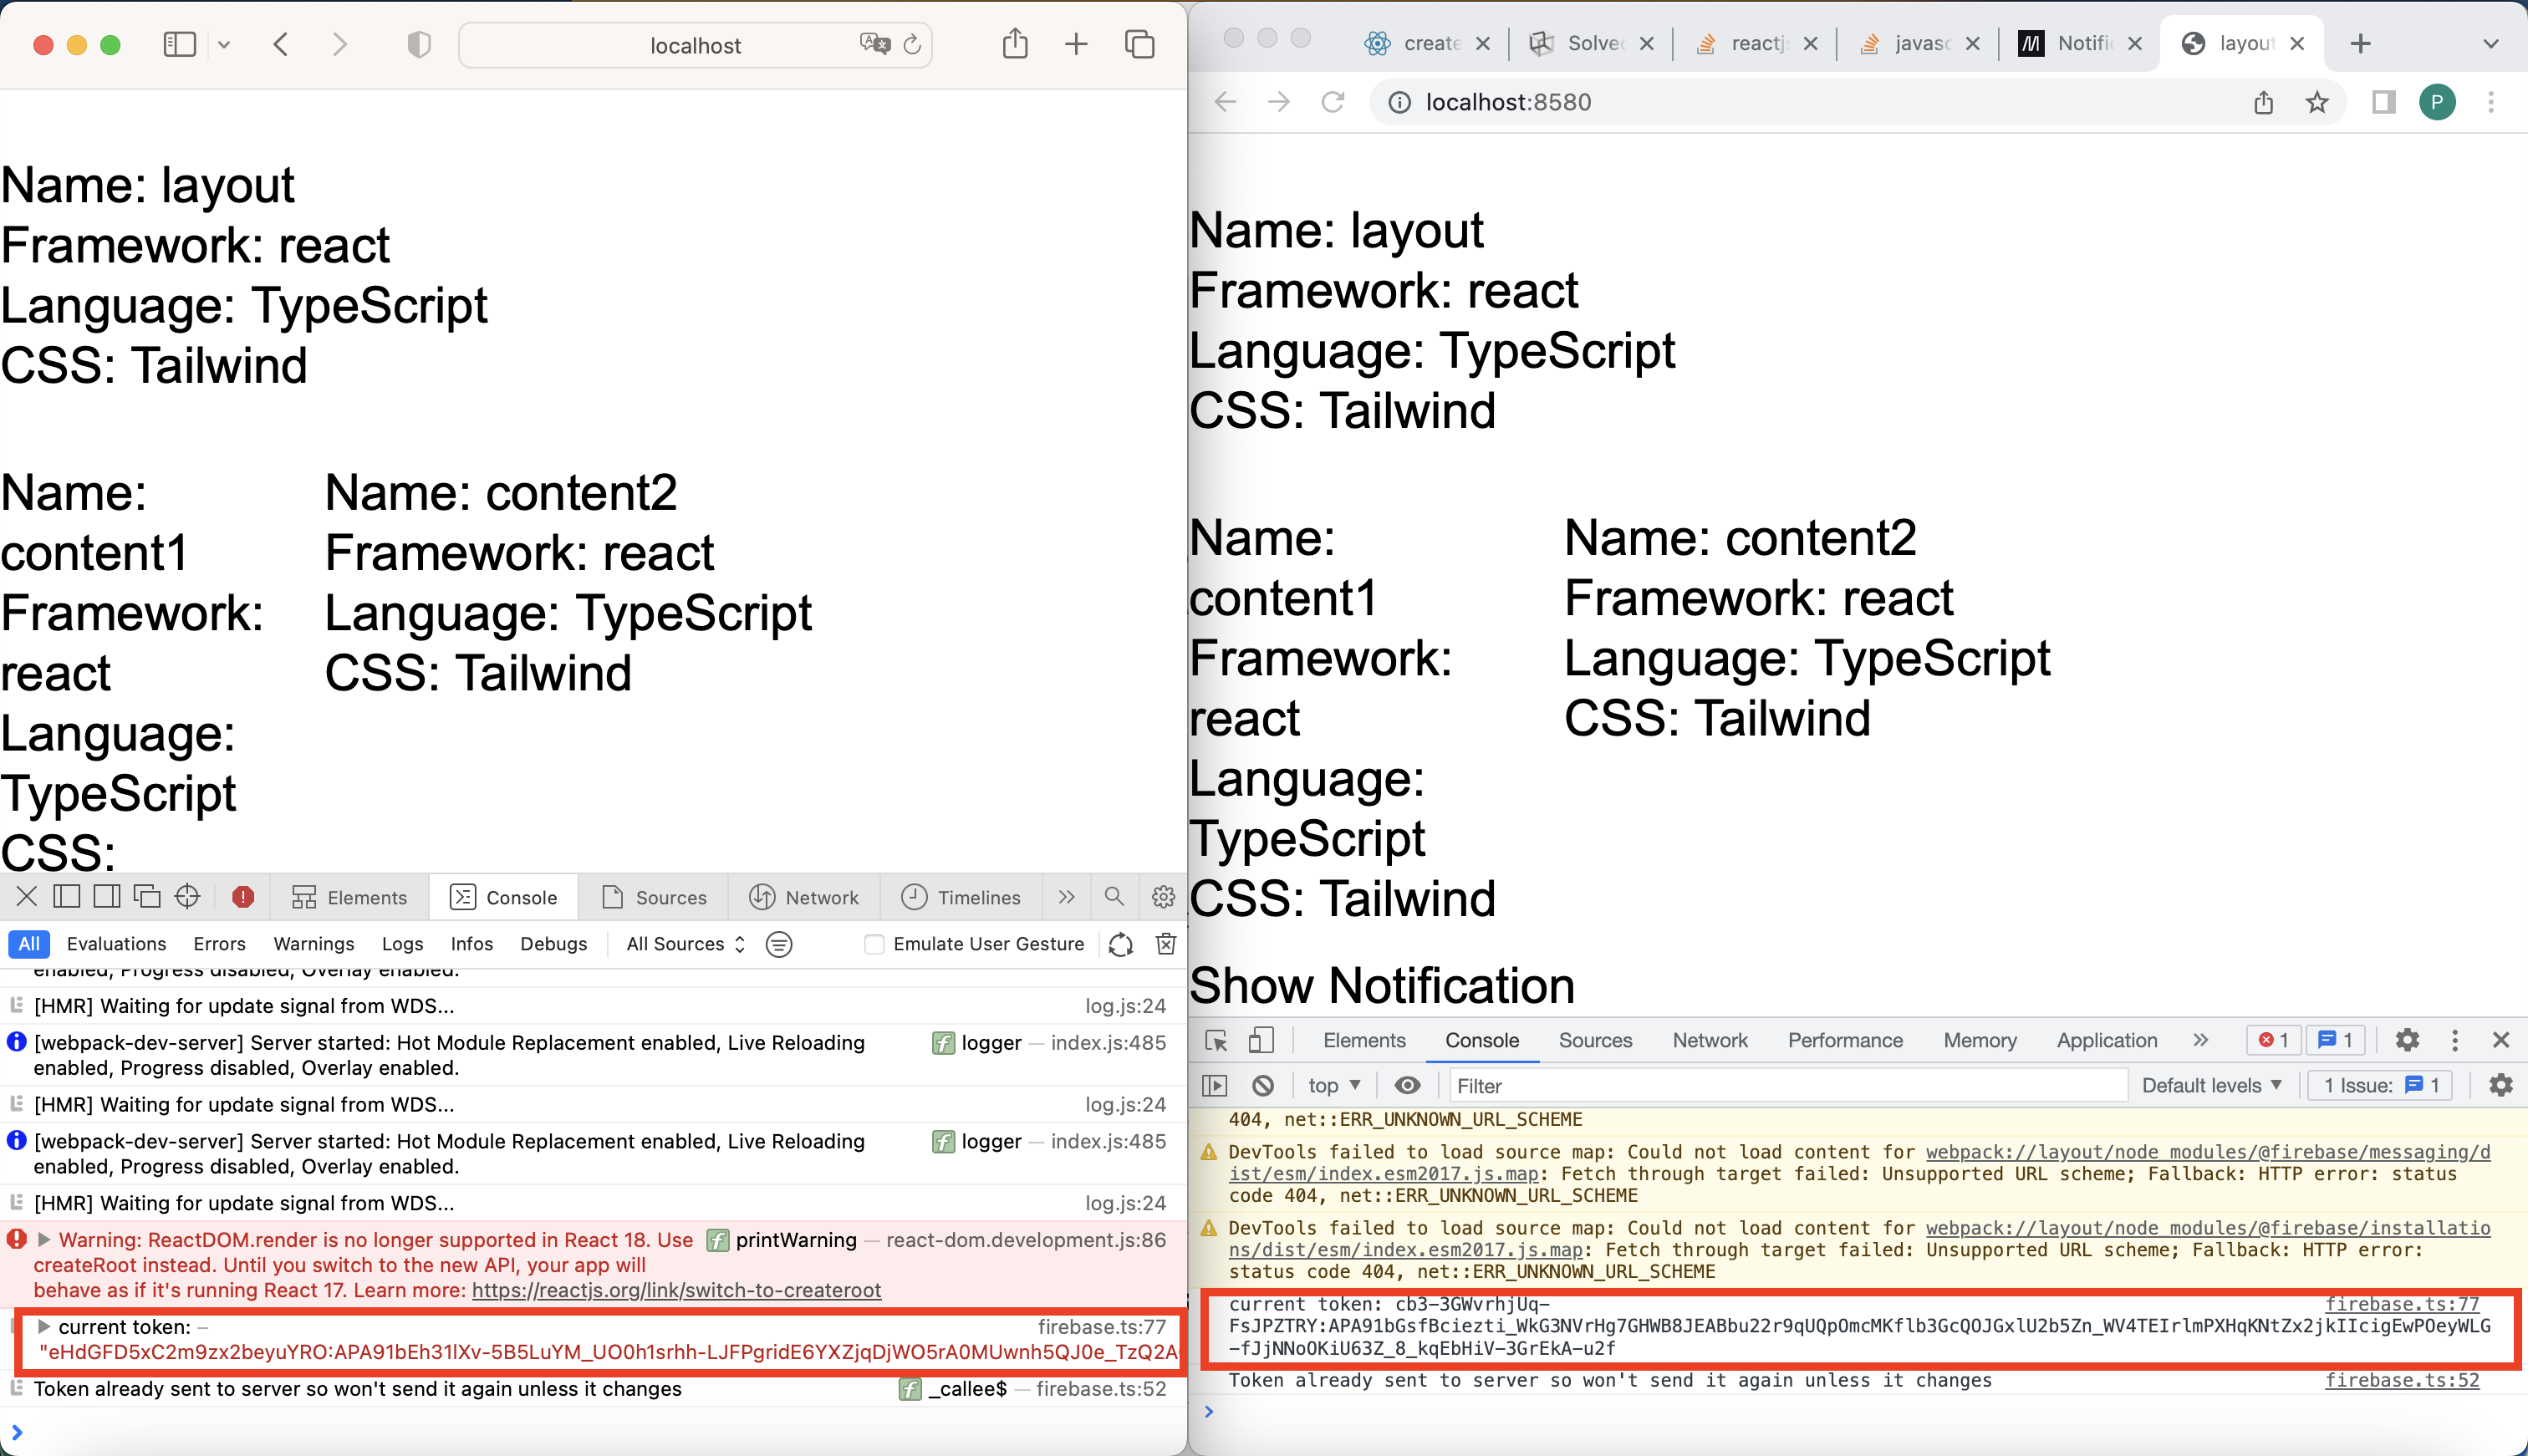 localhost
Name: layout
Framework: react
Language: TypeScript
CSS: Tailwind
Name:
content1
Framework:
react
Language:
TypeScript
CSS:
Name: content2
Framework: react
Language: TypeScript
CSS: Tailwind
Elements Console Sources Network Timelines
All Evaluations Errors Warnings Logs Infos Debugs All Sources Emulate User Gesture
enabled, Progress disabled, Overlay enabled.
[HMR] Waiting for update signal from WDS... log.js:24
[webpack-dev-server] Server started: Hot Module Replacement enabled, Live Reloading f logger — index.js:485
enabled, Progress disabled, Overlay enabled.
[HMR] Waiting for update signal from WDS... log.js:24
[webpack-dev-server] Server started: Hot Module Replacement enabled, Live Reloading f logger — index.js:485
enabled, Progress disabled, Overlay enabled.
[HMR] Waiting for update signal from WDS... log.js:24
Warning: ReactDOM.render is no longer supported in React 18. Use f printWarning — react-dom.development.js:86
createRoot instead. Until you switch to the new API, your app will
behave as if it's running React 17. Learn more: https://reactjs.org/link/switch-to-createroot
current token: – firebase.ts:77
"eHdGFD5xC2m9zx2beyuYRO:APA91bEh31lXv-5B5LuYM_UO0h1srhh-LJFPgridE6YXZjqDjWO5rA0MUwnh5QJ0e_TzQ2A
Token already sent to server so won't send it again unless it changes f _callee$ — firebase.ts:52
create Solved reactjs javasc Notifi layout
localhost:8580 P
Name: layout
Framework: react
Language: TypeScript
CSS: Tailwind
Name:
content1
Framework:
react
Language:
TypeScript
CSS: Tailwind
Name: content2
Framework: react
Language: TypeScript
CSS: Tailwind
Show Notification
Elements Console Sources Network Performance Memory Application 1 1
top Filter Default levels 1 Issue: 1
404, net::ERR_UNKNOWN_URL_SCHEME
DevTools failed to load source map: Could not load content for webpack://layout/node_modules/@firebase/messaging/d
ist/esm/index.esm2017.js.map: Fetch through target failed: Unsupported URL scheme; Fallback: HTTP error: status
code 404, net::ERR_UNKNOWN_URL_SCHEME
DevTools failed to load source map: Could not load content for webpack://layout/node_modules/@firebase/installatio
ns/dist/esm/index.esm2017.js.map: Fetch through target failed: Unsupported URL scheme; Fallback: HTTP error:
status code 404, net::ERR_UNKNOWN_URL_SCHEME
current token: cb3-3GWvrhjUq- firebase.ts:77
FsJPZTRY:APA91bGsfBciezti_WkG3NVrHg7GHWB8JEABbu22r9qUQpOmcMKflb3GcQOJGxlU2b5Zn_WV4TEIrlmPXHqKNtZx2jkIIcigEwPOeyWLG
-fJjNNoOKiU63Z_8_kqEbHiV-3GrEkA-u2f
Token already sent to server so won't send it again unless it changes firebase.ts:52